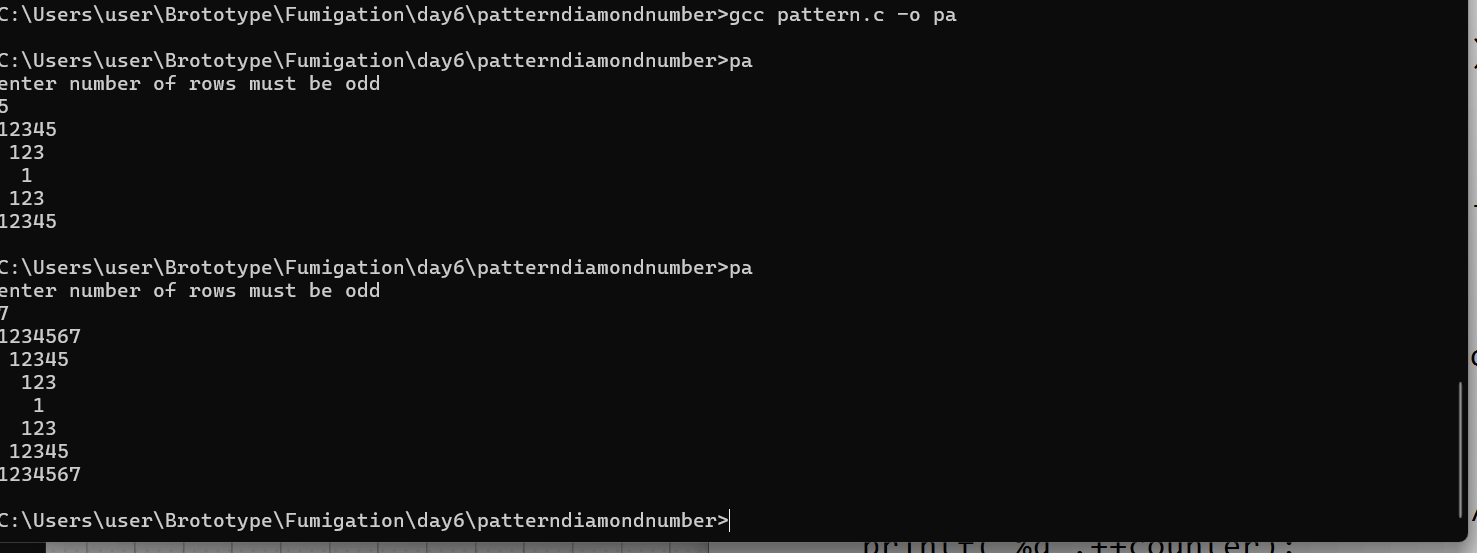 C:\Users\user\Brototype\Fumigation\day6\patterndiamondnumber>gcc pattern.c -o pa
C:\Users\user\Brototype\Fumigation\day6\patterndiamondnumber>pa
enter number of rows must be odd
5
12345
 123
  1
 123
12345
C:\Users\user\Brototype\Fumigation\day6\patterndiamondnumber>pa
enter number of rows must be odd
7
1234567
 12345
  123
   1
  123
 12345
1234567
C:\Users\user\Brototype\Fumigation\day6\patterndiamondnumber>
printf("%d",++counter);